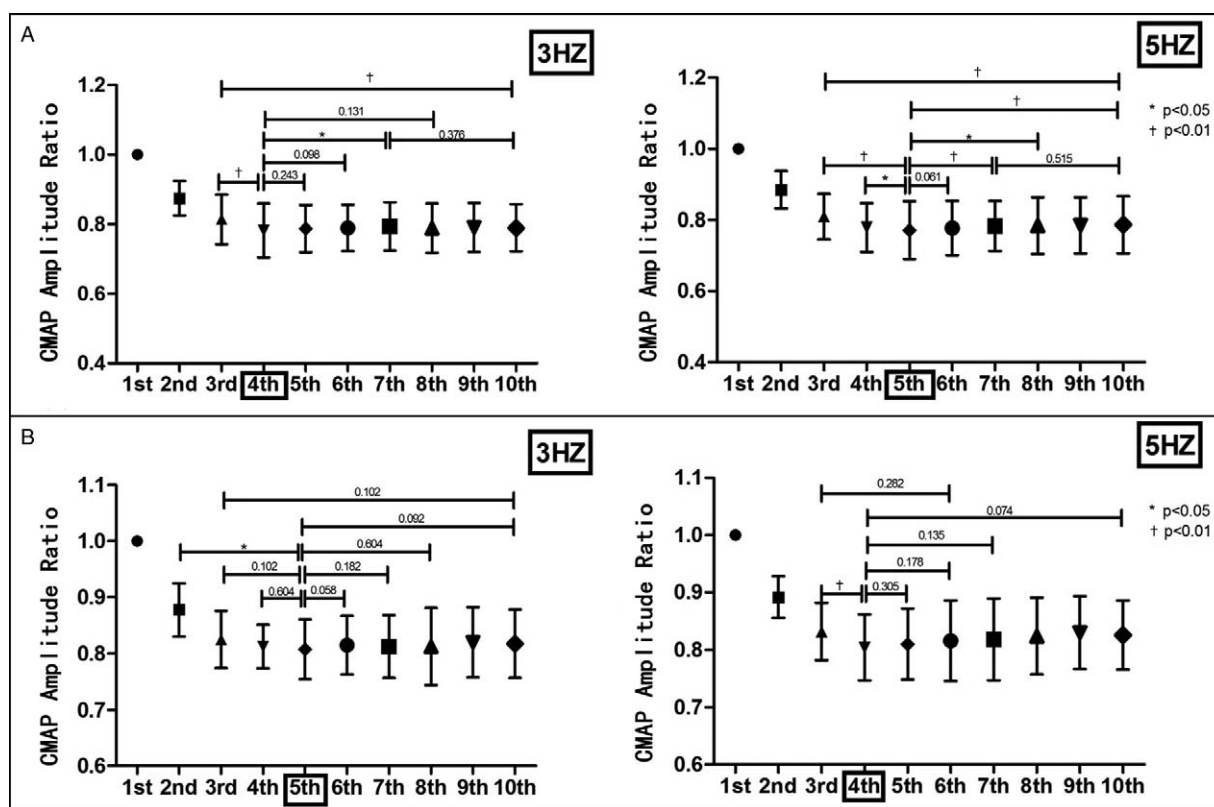 A
3HZ
†
0.131
*
0.376
0.098
†
0.243
CMAP Amplitude Ratio
1.2
1.0
0.8
0.6
0.4
1st 2nd 3rd 4th 5th 6th 7th 8th 9th 10th
5HZ
* p<0.05
† p<0.01
†
†
*
†
†
0.515
*
0.061
CMAP Amplitude Ratio
1.2
1.0
0.8
0.6
0.4
1st 2nd 3rd 4th 5th 6th 7th 8th 9th 10th
B
3HZ
0.102
0.092
*
0.604
0.102
0.182
0.604
0.058
CMAP Amplitude Ratio
1.1
1.0
0.9
0.8
0.7
0.6
1st 2nd 3rd 4th 5th 6th 7th 8th 9th 10th
5HZ
* p<0.05
† p<0.01
0.282
0.074
0.135
0.178
†
0.305
CMAP Amplitude Ratio
1.1
1.0
0.9
0.8
0.7
0.6
1st 2nd 3rd 4th 5th 6th 7th 8th 9th 10th